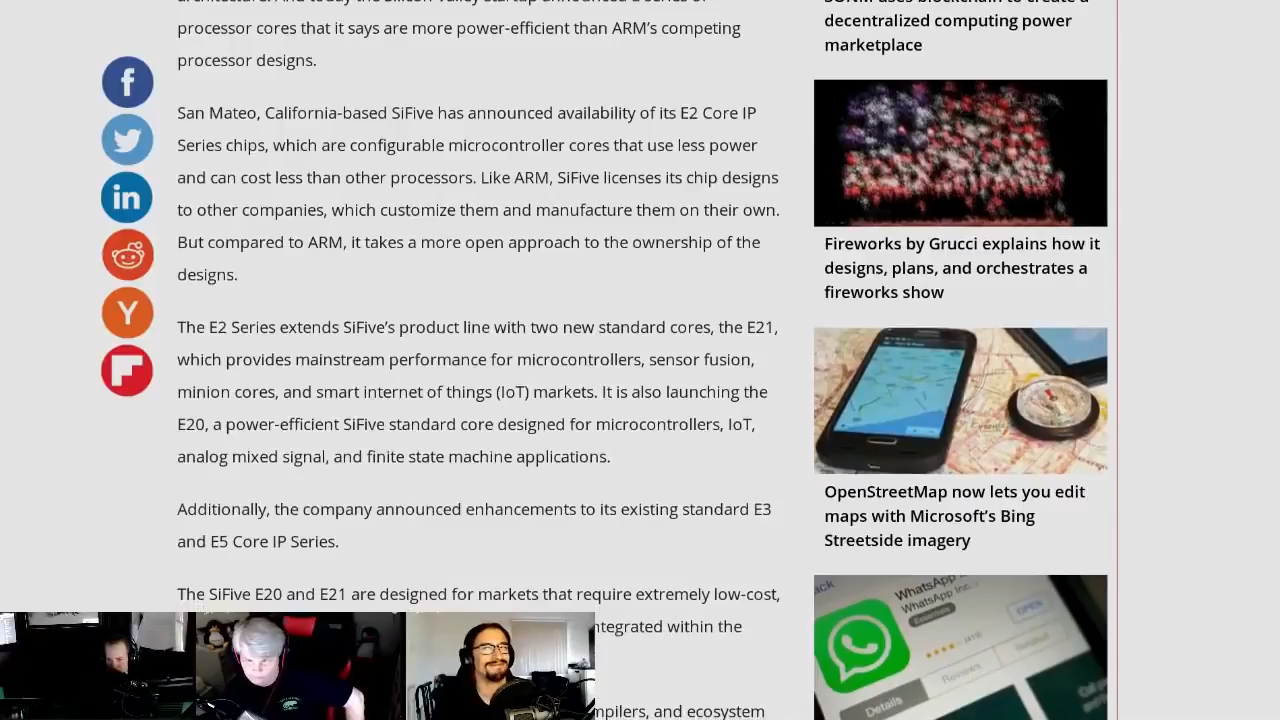 processor cores that it says are more power-efficient than ARM's competing
processor designs.
San Mateo, California-based SiFive has announced availability of its E2 Core IP
Series chips, which are configurable microcontroller cores that use less power
and can cost less than other processors. Like ARM, SiFive licenses its chip designs
to other companies, which customize them and manufacture them on their own.
But compared to ARM, it takes a more open approach to the ownership of the
designs.
The E2 Series extends SiFive's product line with two new standard cores, the E21,
which provides mainstream performance for microcontrollers, sensor fusion,
minion cores, and smart internet of things (IoT) markets. It is also launching the
E20, a power-efficient SiFive standard core designed for microcontrollers, IoT,
analog mixed signal, and finite state machine applications.
Additionally, the company announced enhancements to its existing standard E3
and E5 Core IP Series.
The SiFive E20 and E21 are designed for markets that require extremely low-cost,
ntegrated within the
mpilers, and ecosystem
decentralized computing power
marketplace
Fireworks by Grucci explains how it
designs, plans, and orchestrates a
fireworks show
OpenStreetMap now lets you edit
maps with Microsoft's Bing
Streetside imagery
WhatsApp Inc.
OPEN
Details
Reviews